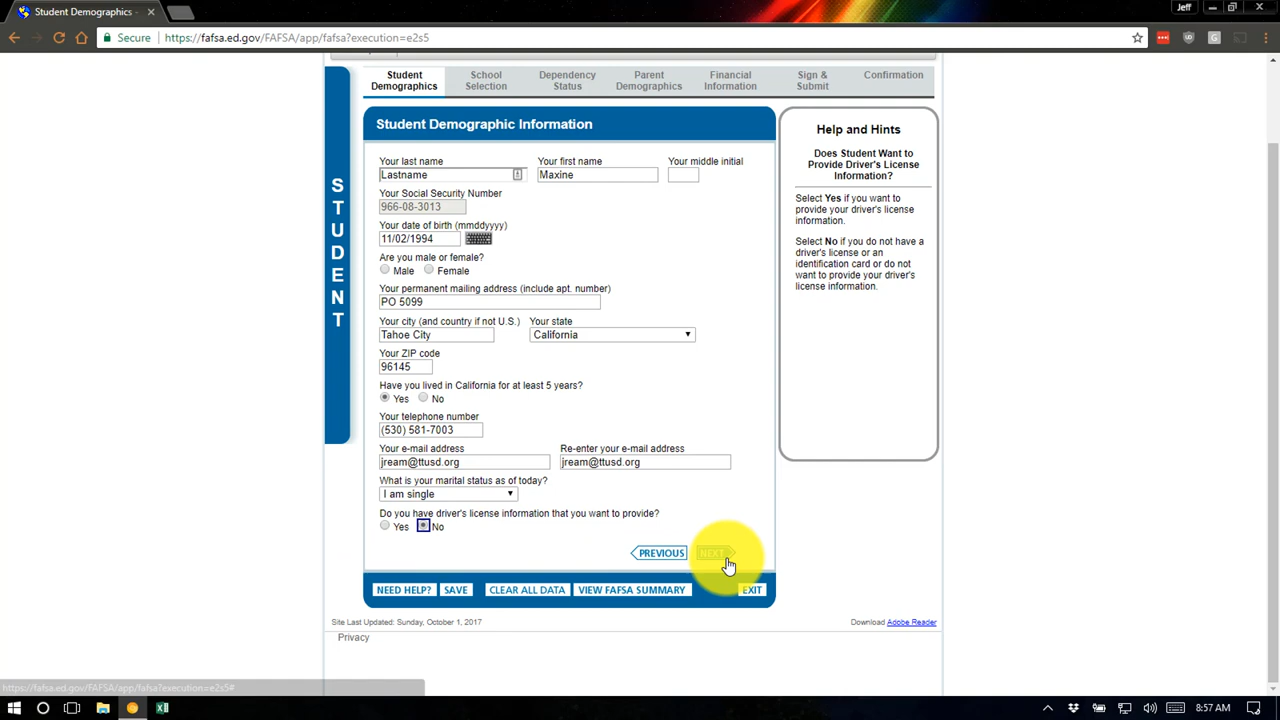 Student Demographics
Jeff
Secure https://fafsa.ed.gov/FAFSA/app/fafsa?execution=e2s5
Student Demographics
School Selection
Dependency Status
Parent Demographics
Financial Information
Sign & Submit
Confirmation
STUDENT
Student Demographic Information
Your last name Your first name Your middle initial
Lastname Maxine
Your Social Security Number
966-08-3013
Your date of birth (mmddyyyy)
11/02/1994
Are you male or female?
Male Female
Your permanent mailing address (include apt. number)
PO 5099
Your city (and country if not U.S.) Your state
Tahoe City California
Your ZIP code
96145
Have you lived in California for at least 5 years?
Yes No
Your telephone number
(530) 581-7003
Your e-mail address Re-enter your e-mail address
jream@ttusd.org jream@ttusd.org
What is your marital status as of today?
I am single
Do you have driver's license information that you want to provide?
Yes No
PREVIOUS NEXT
NEED HELP? SAVE CLEAR ALL DATA VIEW FAFSA SUMMARY EXIT
Help and Hints
Does Student Want to
Provide Driver's License
Information?
Select Yes if you want to
provide your driver's license
information.
Select No if you do not have a
driver's license or an
identification card or do not
want to provide your driver's
license information.
Site Last Updated: Sunday, October 1, 2017 Download Adobe Reader
Privacy
https://fafsa.ed.gov/FAFSA/app/fafsa?execution=e2s5#
8:57 AM